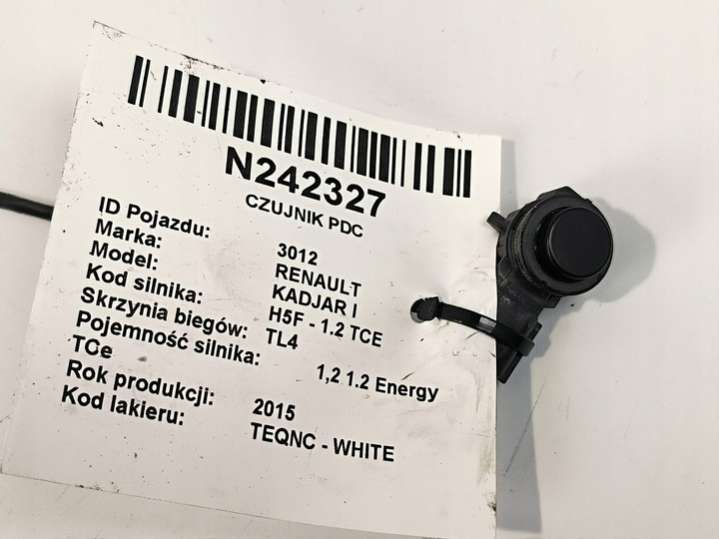 N242327
CZUJNIK PDC
ID Pojazdu: 3012
Marka: RENAULT
Model: KADJAR I
Kod silnika: H5F - 1.2 TCE
Skrzynia biegów: TL4
Pojemność silnika: 1,2 1.2 Energy
TCe
Rok produkcji: 2015
Kod lakieru: TEQNC - WHITE